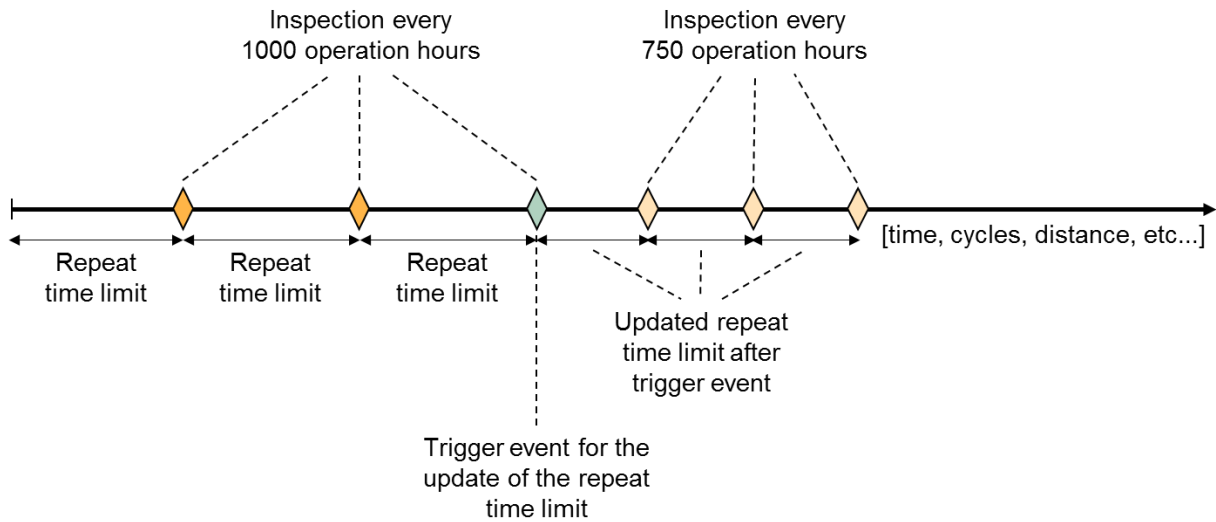 Inspection every
1000 operation hours
Inspection every
750 operation hours
[time, cycles, distance, etc...]
Repeat
time limit
Repeat
time limit
Repeat
time limit
Updated repeat
time limit after
trigger event
Trigger event for the
update of the repeat
time limit